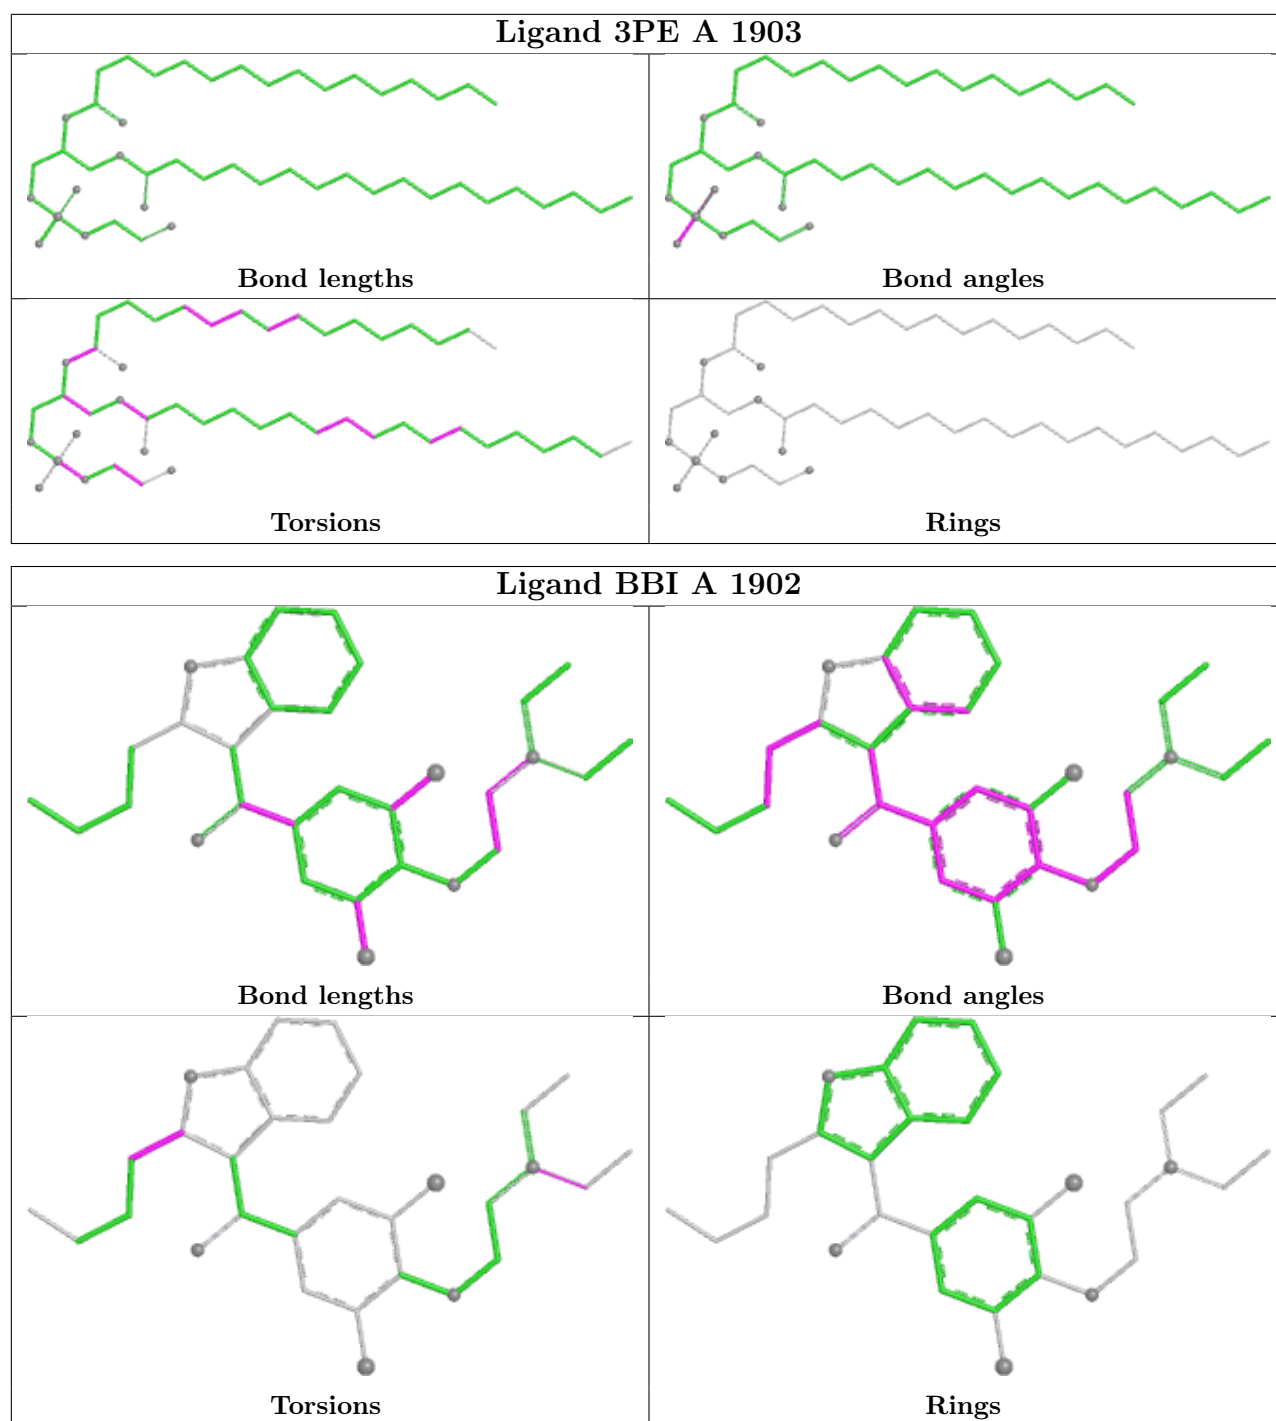 Ligand 3PE A 1903
Bond lengths
Bond angles
Torsions
Rings
Ligand BBI A 1902
Bond lengths
Bond angles
Torsions
Rings